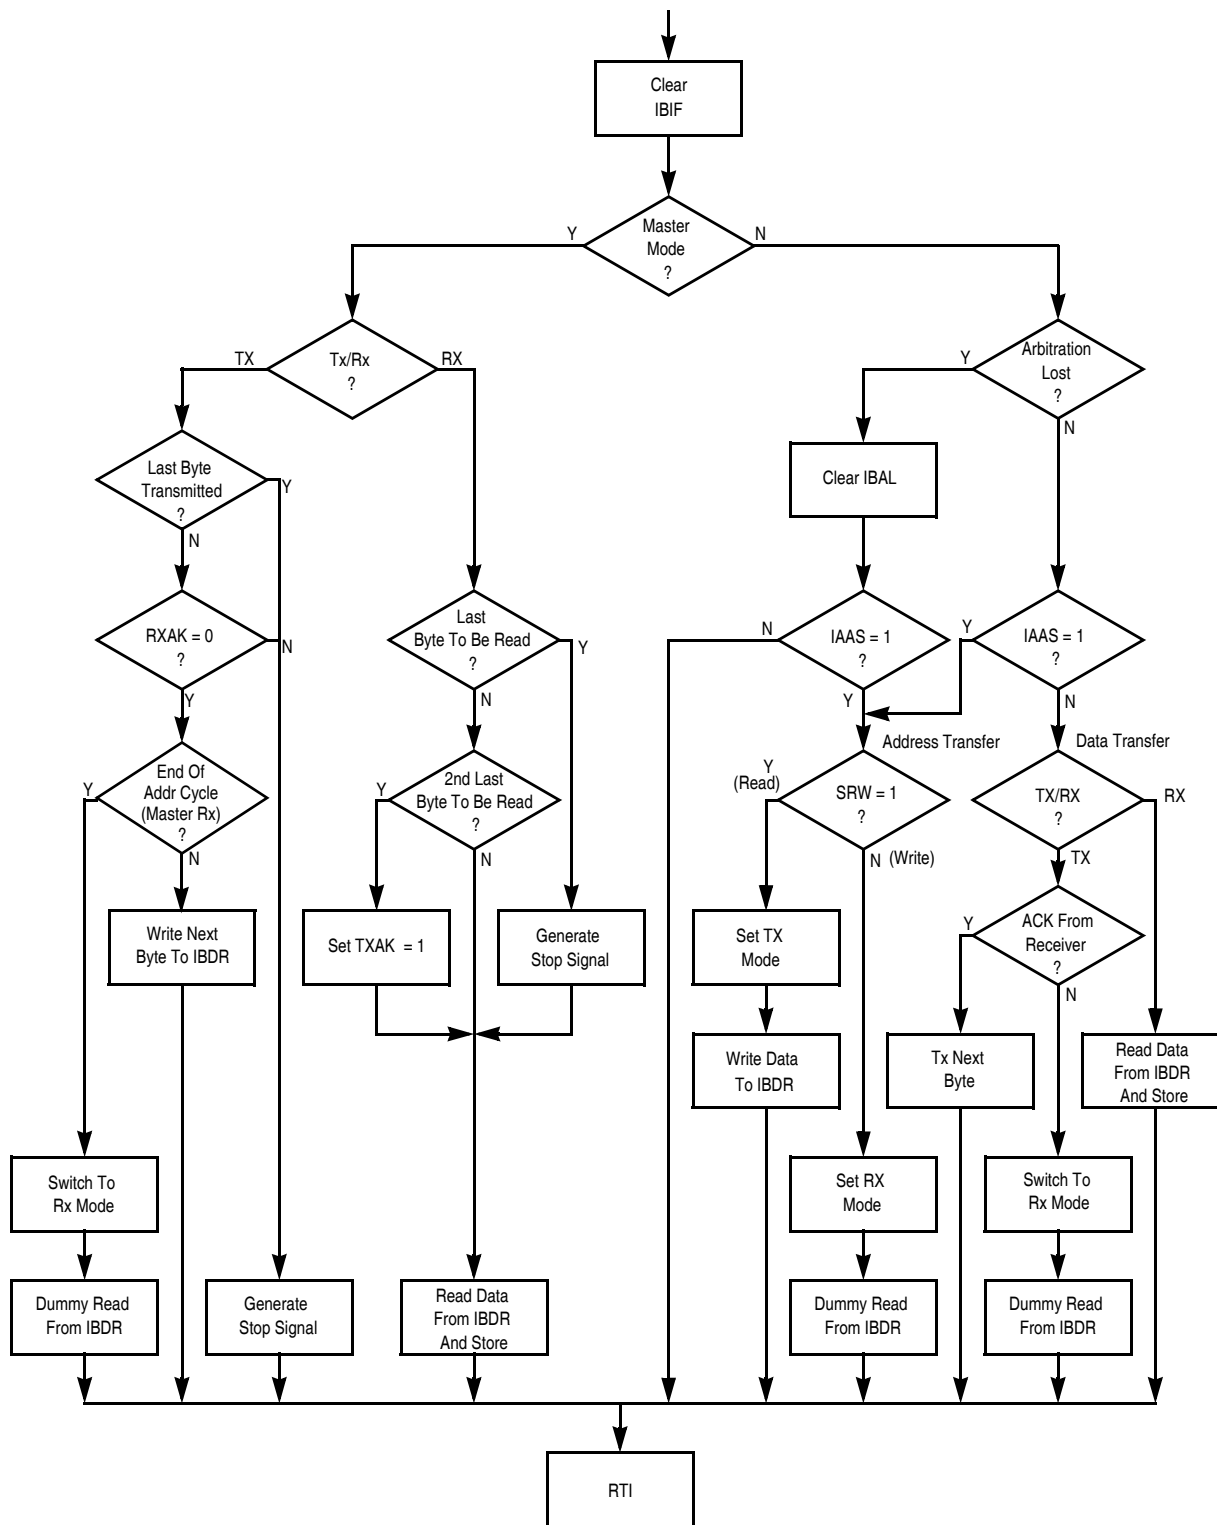 Clear
IBIF
Master
Mode
?
Y
N
Tx/Rx
?
TX
RX
Arbitration
Lost
?
Y
N
Last Byte
Transmitted
?
Y
N
Clear IBAL
RXAK = 0
?
N
Y
Last
Byte To Be Read
?
Y
N
IAAS = 1
?
N
Y
IAAS = 1
?
Y
N
Address Transfer
Data Transfer
End Of
Addr Cycle
(Master Rx)
?
Y
N
2nd Last
Byte To Be Read
?
Y
N
Y
(Read)
SRW = 1
?
N (Write)
TX/RX
?
RX
TX
Write Next
Byte To IBDR
Set TXAK = 1
Generate
Stop Signal
Set TX
Mode
ACK From
Receiver
?
Y
N
Write Data
To IBDR
Tx Next
Byte
Read Data
From IBDR
And Store
Switch To
Rx Mode
Set RX
Mode
Switch To
Rx Mode
Dummy Read
From IBDR
Generate
Stop Signal
Read Data
From IBDR
And Store
Dummy Read
From IBDR
Dummy Read
From IBDR
RTI